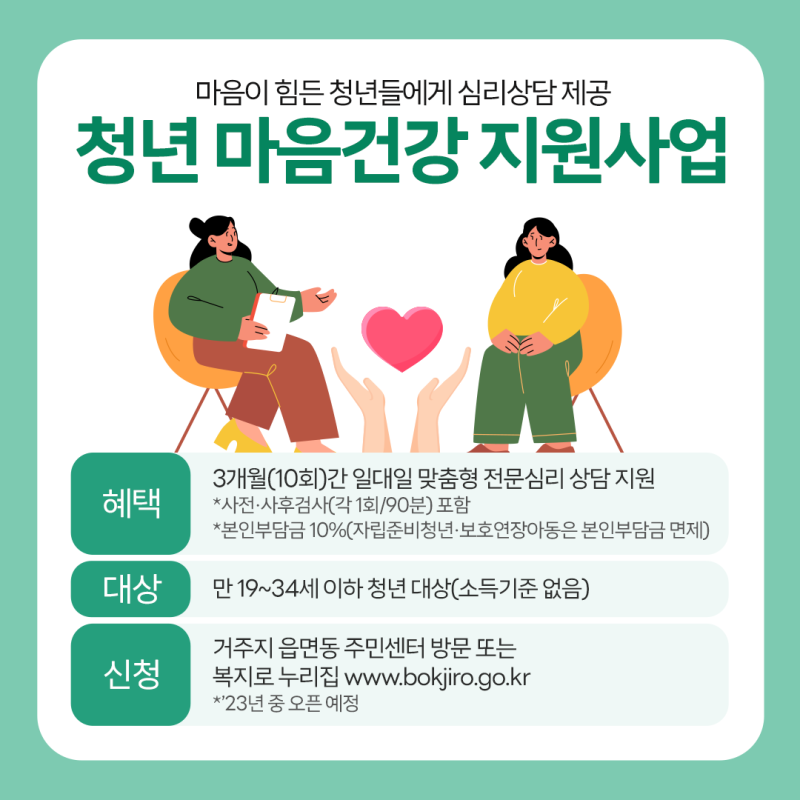 마음이 힘든 청년들에게 심리상담 제공
청년 마음건강 지원사업
혜택
3개월(10회)간 일대일 맞춤형 전문심리 상담 지원
*사전·사후검사(각 1회/90분) 포함
*본인부담금 10%(자립준비청년·보호연장아동은 본인부담금 면제)
대상
만 19~34세 이하 청년 대상(소득기준 없음)
신청
거주지 읍면동 주민센터 방문 또는
복지로 누리집 www.bokjiro.go.kr
*'23년 중 오픈 예정